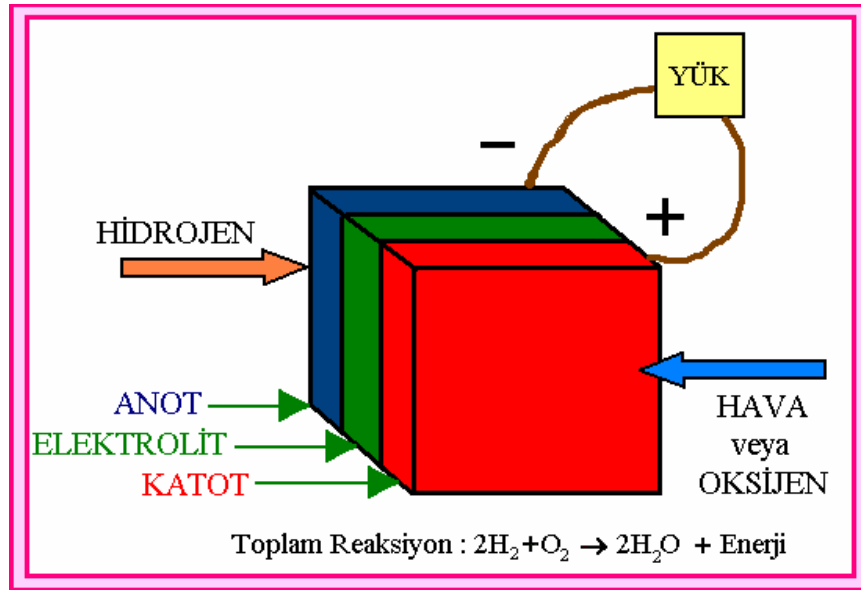 YÜK
−
+
HİDROJEN
ANOT
ELEKTROLİT
KATOT
HAVA
veya
OKSİJEN
Toplam Reaksiyon : 2H₂+O₂ → 2H₂O + Enerji